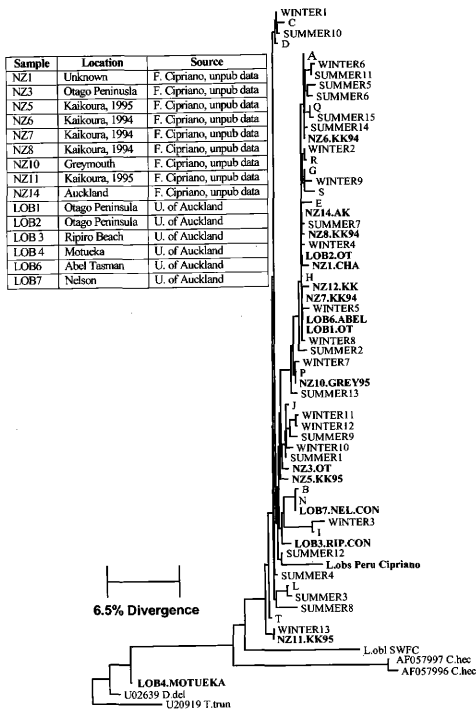 WINTER1
C
SUMMER10
D
Sample Location Source
NZ1 Unknown F. Cipriano, unpub data
NZ3 Otago Peninusla F. Cipriano, unpub data
NZ5 Kaikoura, 1995 F. Cipriano, unpub data
NZ6 Kaikoura, 1994 F. Cipriano, unpub data
NZ7 Kaikoura, 1994 F. Cipriano, unpub data
NZ8 Kaikoura, 1994 F. Cipriano, unpub data
NZ10 Greymouth F. Cipriano, unpub data
NZ11 Kaikoura, 1995 F. Cipriano, unpub data
NZ14 Auckland F. Cipriano, unpub data
LOB1 Otago Peninsula U. of Auckland
LOB2 Otago Peninsula U. of Auckland
LOB 3 Ripiro Beach U. of Auckland
LOB 4 Motueka U. of Auckland
LOB6 Abel Tasman U. of Auckland
LOB7 Nelson U. of Auckland
A
WINTER6
SUMMER11
SUMMER5
SUMMER6
Q
SUMMER15
SUMMER14
NZ6.KK94
WINTER2
R
G
WINTER9
S
E
NZ14.AK
SUMMER7
NZ8.KK94
WINTER4
LOB2.OT
NZ1.CHA
H
NZ12.KK
NZ7.KK94
WINTER5
LOB6.ABEL
LOB1.OT
WINTER8
SUMMER2
WINTER7
P
NZ10.GREY95
SUMMER13
J
WINTER11
WINTER12
SUMMER9
WINTER10
SUMMER1
NZ3.OT
NZ5.KK95
B
N
LOB7.NEL.CON
WINTER3
I
LOB3.RIP.CON
SUMMER12
L.obs Peru Cipriano
SUMMER4
L
SUMMER3
SUMMER8
T
WINTER13
NZ11.KK95
6.5% Divergence
L.obl SWFC
AF057997 C.hec
AF057996 C.hec
LOB4.MOTUEKA
U02639 D.del
U20919 T.trun